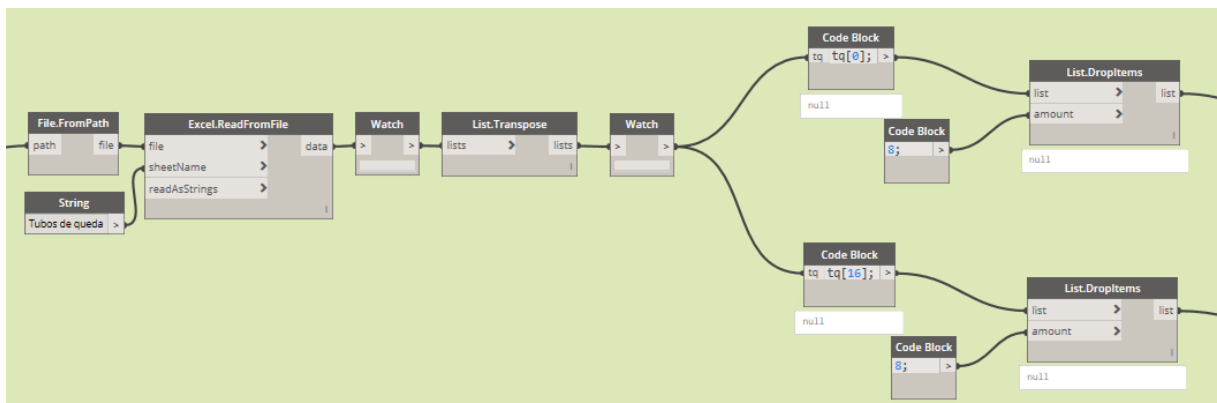 File.FromPath
path file
String
Tubos de queda >
Excel.ReadFromFile
file > data
sheetName >
readAsStrings >
Watch
> >
List.Transpose
lists > lists
Watch
> >
Code Block
tq tq[0]; >
null
Code Block
8; >
List.DropItems
list > list
amount >
null
Code Block
tq tq[16]; >
null
Code Block
8; >
List.DropItems
list > list
amount >
null